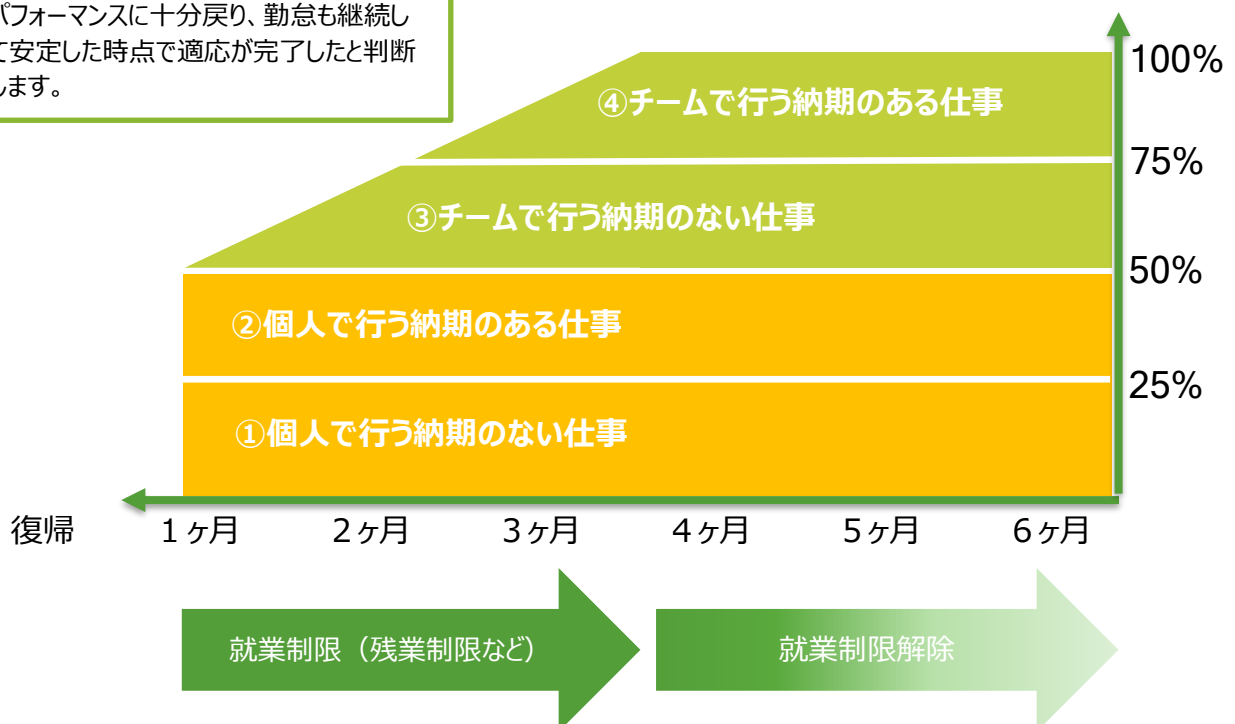 パフォーマンスに十分戻り、勤怠も継続し
て安定した時点で適応が完了したと判断
します。
100%
④チームで行う納期のある仕事
75%
③チームで行う納期のない仕事
50%
②個人で行う納期のある仕事
25%
①個人で行う納期のない仕事
復帰 1ヶ月 2ヶ月 3ヶ月 4ヶ月 5ヶ月 6ヶ月
就業制限（残業制限など） 就業制限解除